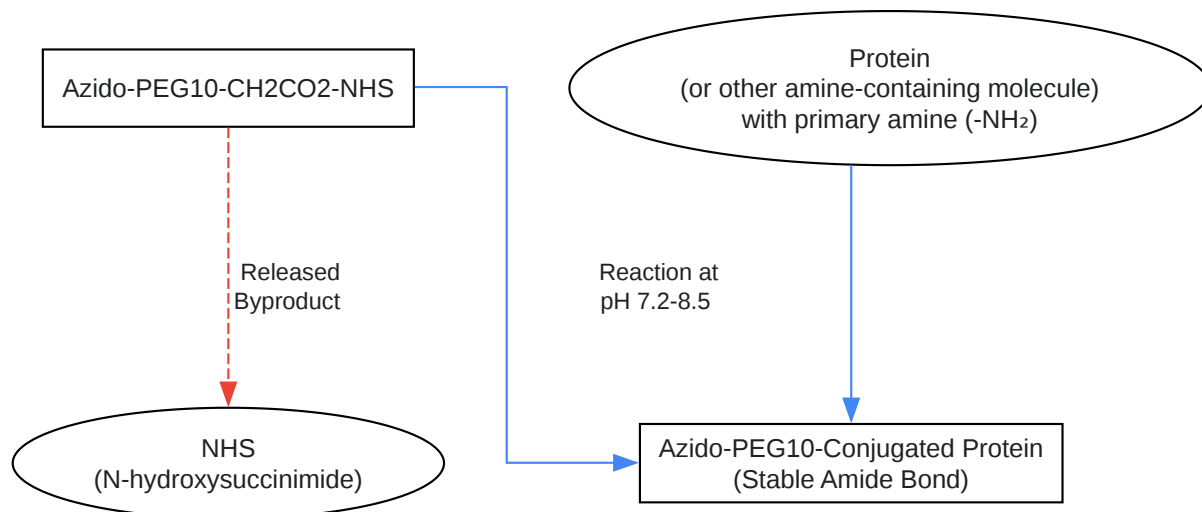 Azido-PEG10-CH2CO2-NHS
Protein
(or other amine-containing molecule)
with primary amine (-NH₂)
Released
Byproduct
Reaction at
pH 7.2-8.5
NHS
(N-hydroxysuccinimide)
Azido-PEG10-Conjugated Protein
(Stable Amide Bond)